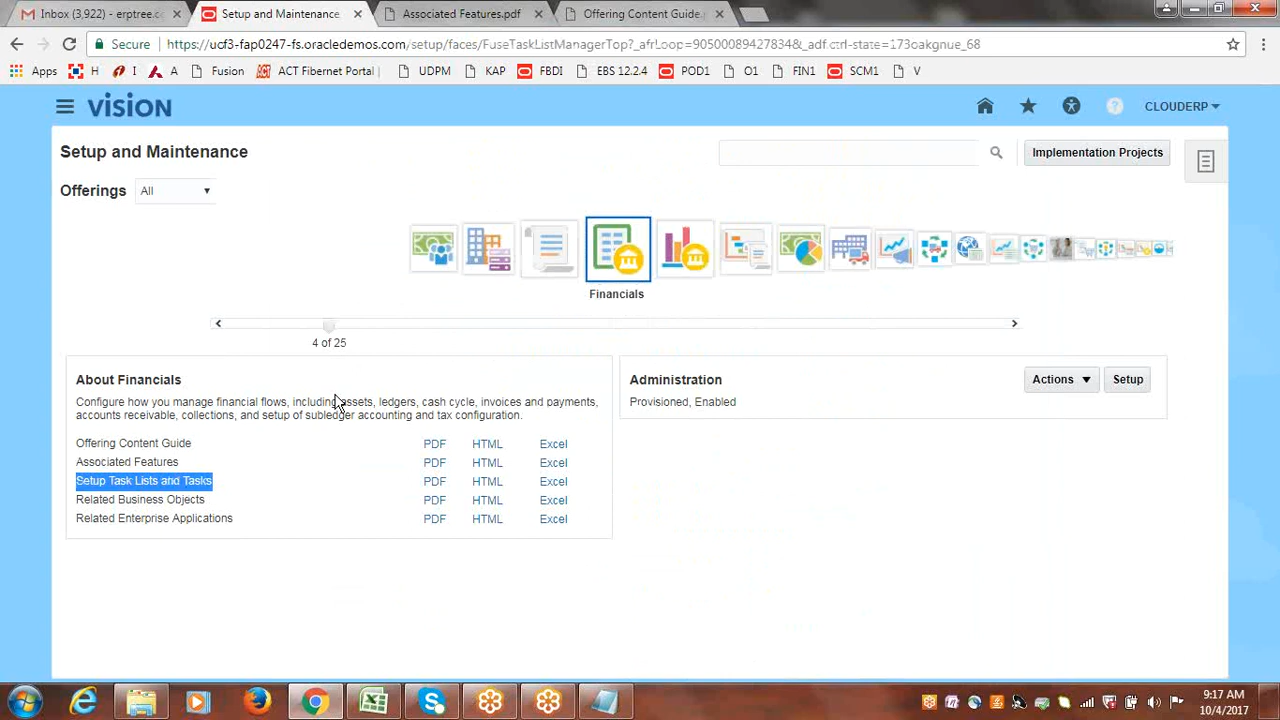 Inbox (3,922) - erptree.c
Setup and Maintenance
Associated Features.pdf
Offering Content Guide.p
Secure
https://ucf3-fap0247-fs.oracledemos.com/setup/faces/FuseTaskListManagerTop?_afrLoop=90500089427834&_adf.ctrl-state=173oakgnue_68
Apps H I A Fusion ACT Fibernet Portal UDPM KAP FBDI EBS 12.2.4 POD1 O1 FIN1 SCM1 V
VISION
CLOUDERP
Setup and Maintenance
Implementation Projects
Offerings All
Financials
4 of 25
About Financials
Configure how you manage financial flows, including assets, ledgers, cash cycle, invoices and payments,
accounts receivable, collections, and setup of subledger accounting and tax configuration.
Offering Content Guide PDF HTML Excel
Associated Features PDF HTML Excel
Setup Task Lists and Tasks PDF HTML Excel
Related Business Objects PDF HTML Excel
Related Enterprise Applications PDF HTML Excel
Administration
Actions Setup
Provisioned, Enabled
9:17 AM
10/4/2017